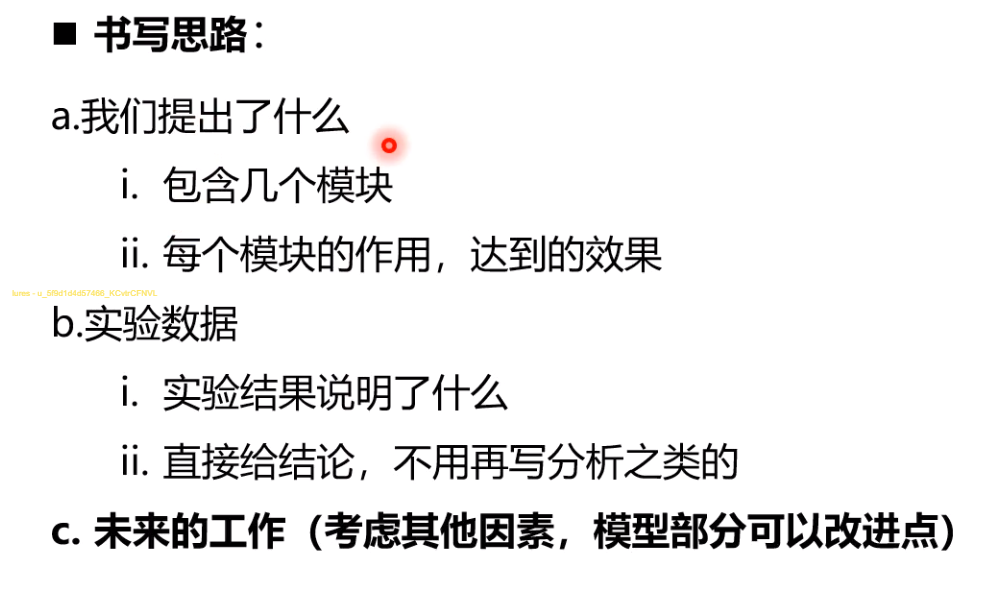 ■ 书写思路：
a.我们提出了什么
i. 包含几个模块
ii. 每个模块的作用，达到的效果
b.实验数据
i. 实验结果说明了什么
ii. 直接给结论，不用再写分析之类的
c. 未来的工作（考虑其他因素，模型部分可以改进点）